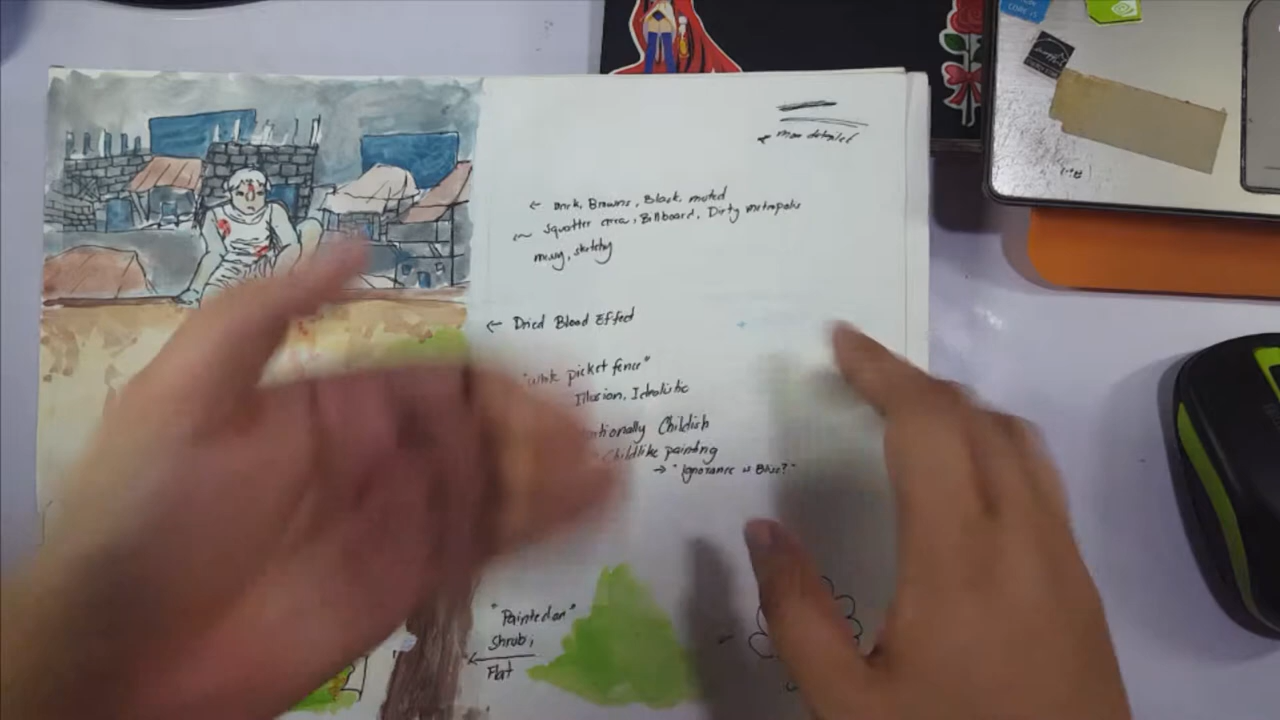 more detailed
← Dark, Browns, Black, muted
Squatter area, Billboard, Dirty metropolis
messy, sketchy
← Dried Blood Effect
"white picket fence"
Illusion, Idealistic
ntionally Childish
Childlike painting
→ "Ignorance is Bliss?"
"Painted on"
Shrub,
Flat